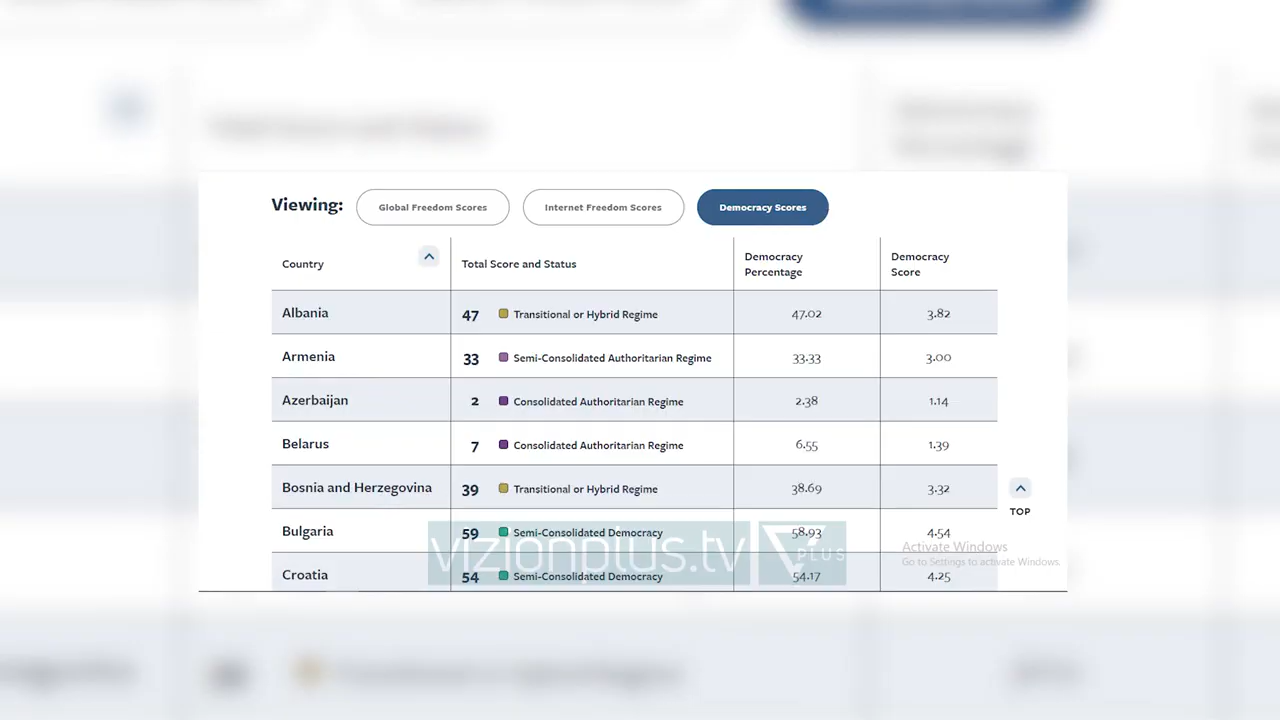 Viewing:
Global Freedom Scores
Internet Freedom Scores
Democracy Scores
Country
Total Score and Status
Democracy
Percentage
Democracy
Score
Albania 47 Transitional or Hybrid Regime 47.02 3.82
Armenia 33 Semi-Consolidated Authoritarian Regime 33.33 3.00
Azerbaijan 2 Consolidated Authoritarian Regime 2.38 1.14
Belarus 7 Consolidated Authoritarian Regime 6.55 1.39
Bosnia and Herzegovina 39 Transitional or Hybrid Regime 38.69 3.32
TOP
Bulgaria 59 Semi-Consolidated Democracy 58.93 4.54
vizionplus.tv
PLUS
Activate Windows
Go to Settings to activate Windows.
Croatia 54 Semi-Consolidated Democracy 54.17 4.25